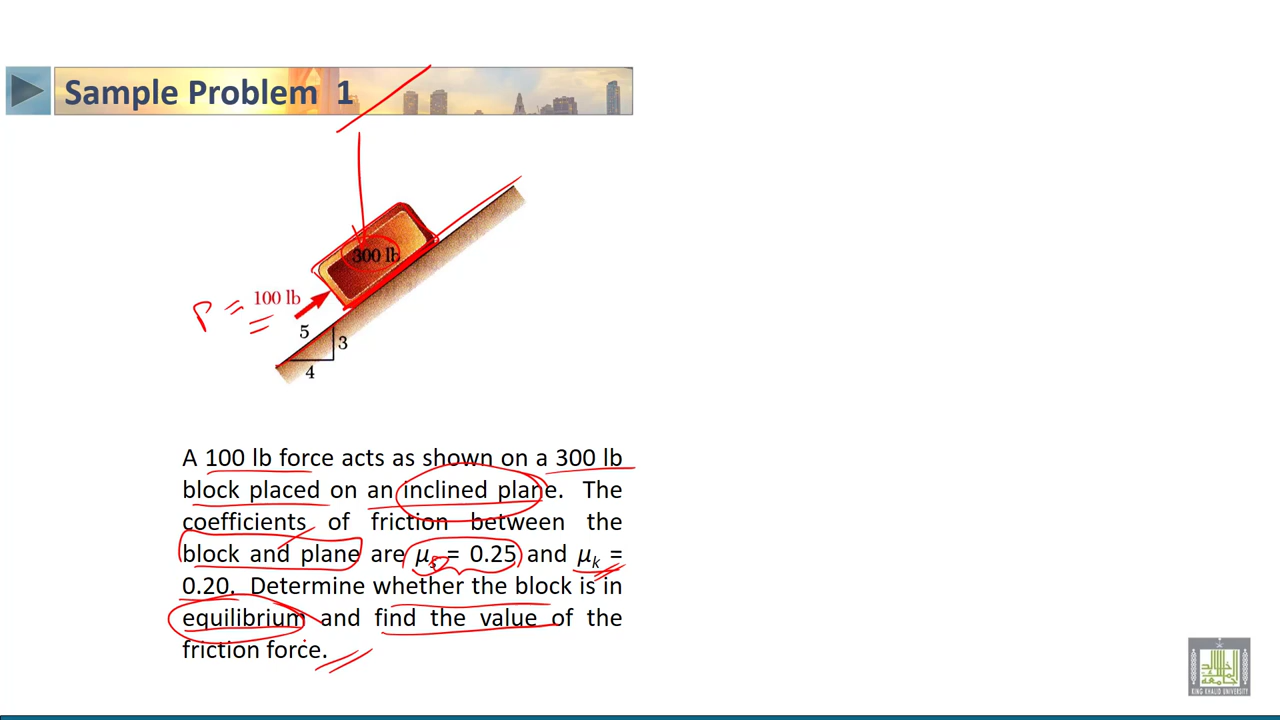 Sample Problem 1
300 lb
P = 100 lb
5
3
4
A 100 lb force acts as shown on a 300 lb
block placed on an inclined plane. The
coefficients of friction between the
block and plane are μs = 0.25 and μk =
0.20. Determine whether the block is in
equilibrium and find the value of the
friction force.
KING KHALID UNIVERSITY